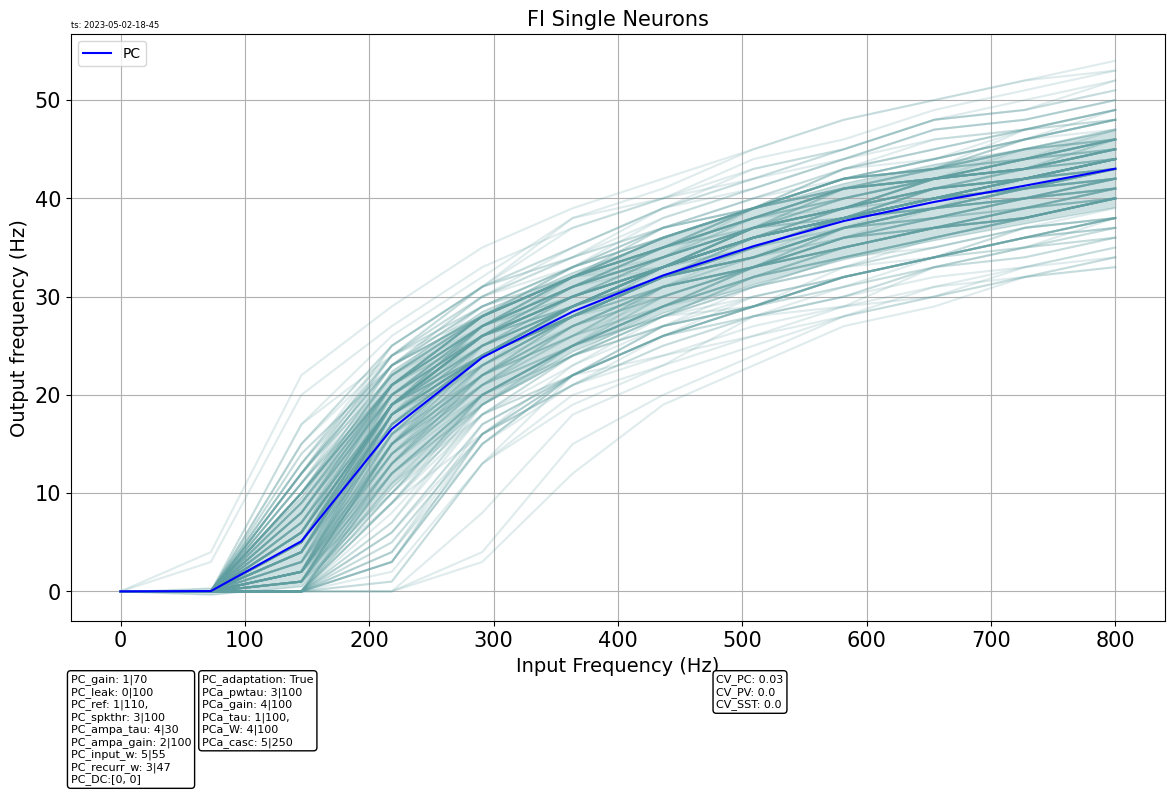 ts: 2023-05-02-18-45
FI Single Neurons
PC
Output frequency (Hz)
50
40
30
20
10
0
0 100 200 300 400 500 600 700 800
Input Frequency (Hz)
PC_gain: 1|70
PC_leak: 0|100
PC_ref: 1|110,
PC_spkthr: 3|100
PC_ampa_tau: 4|30
PC_ampa_gain: 2|100
PC_input_w: 5|55
PC_recurr_w: 3|47
PC_DC:[0, 0]
PC_adaptation: True
PCa_pwtau: 3|100
PCa_gain: 4|100
PCa_tau: 1|100,
PCa_W: 4|100
PCa_casc: 5|250
CV_PC: 0.03
CV_PV: 0.0
CV_SST: 0.0